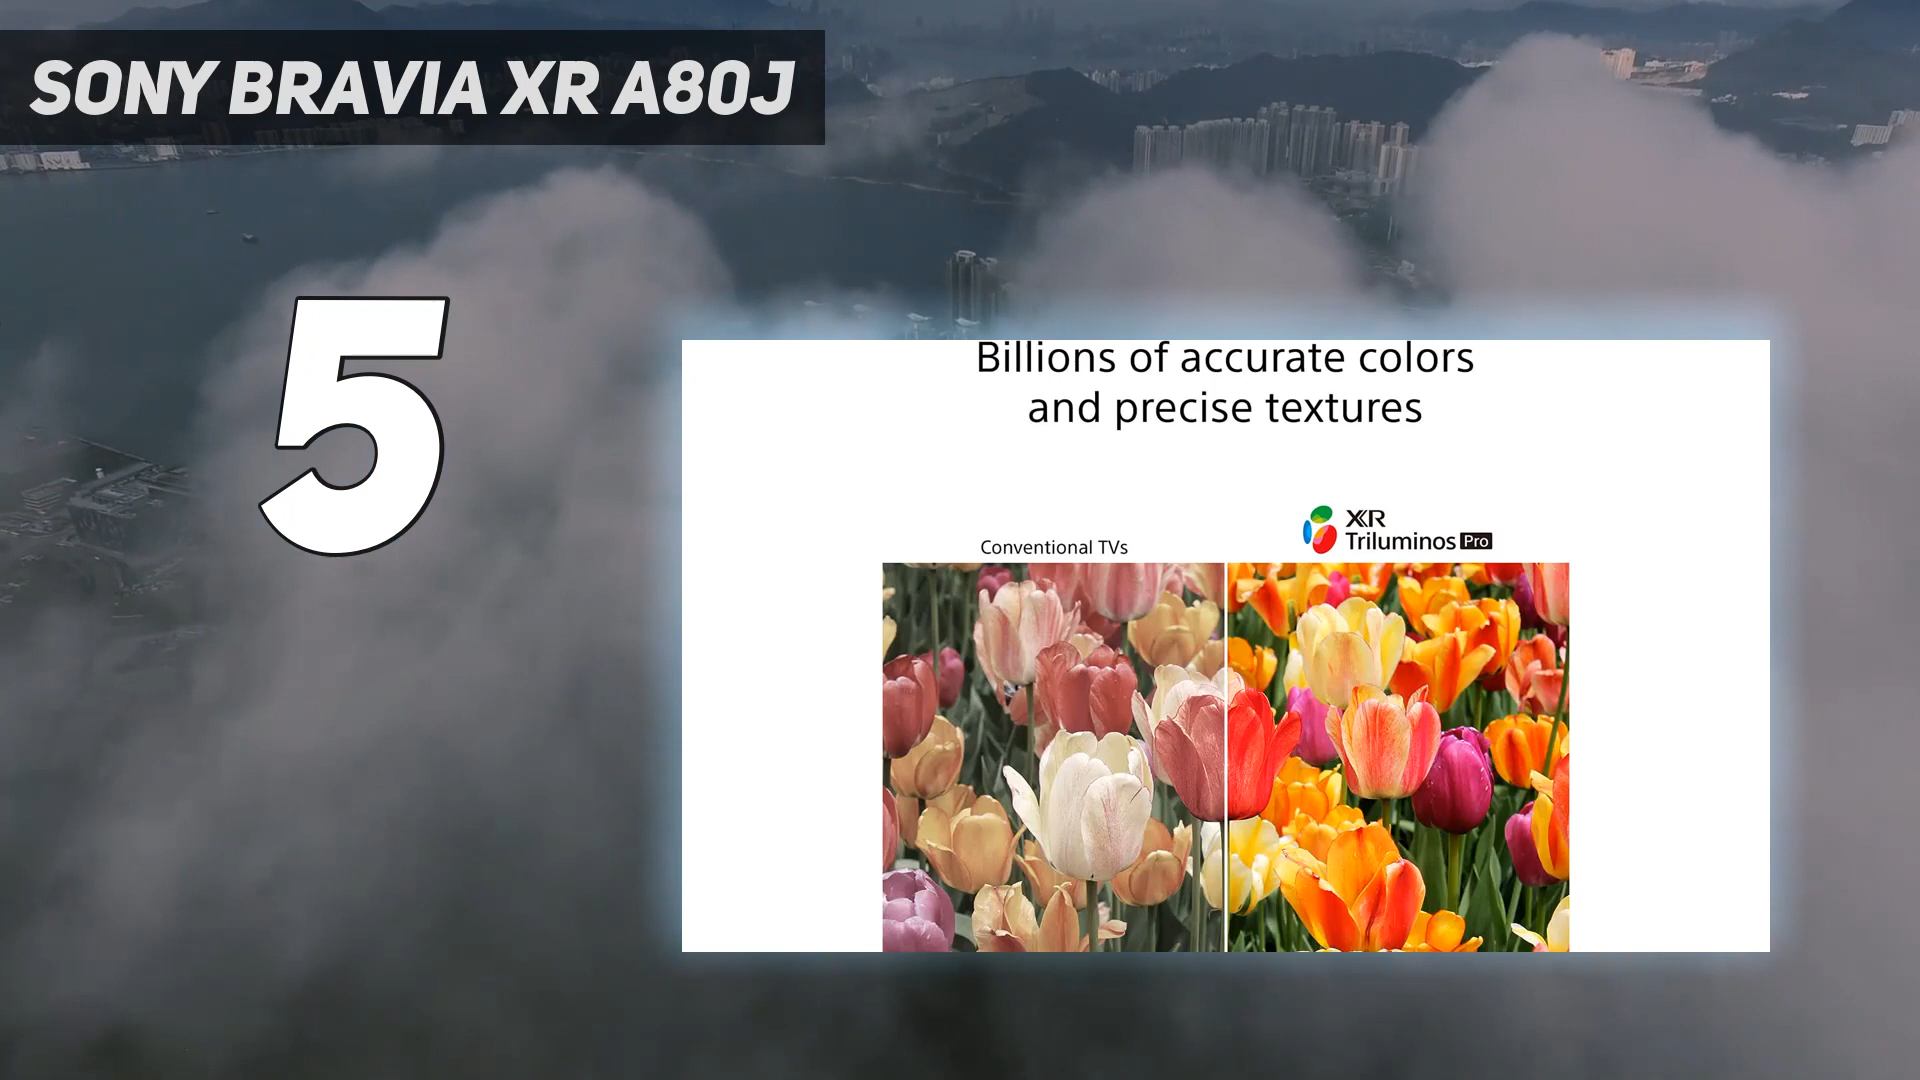 SONY BRAVIA XR A80J
5
Billions of accurate colors
and precise textures
Conventional TVs
XR
Triluminos Pro